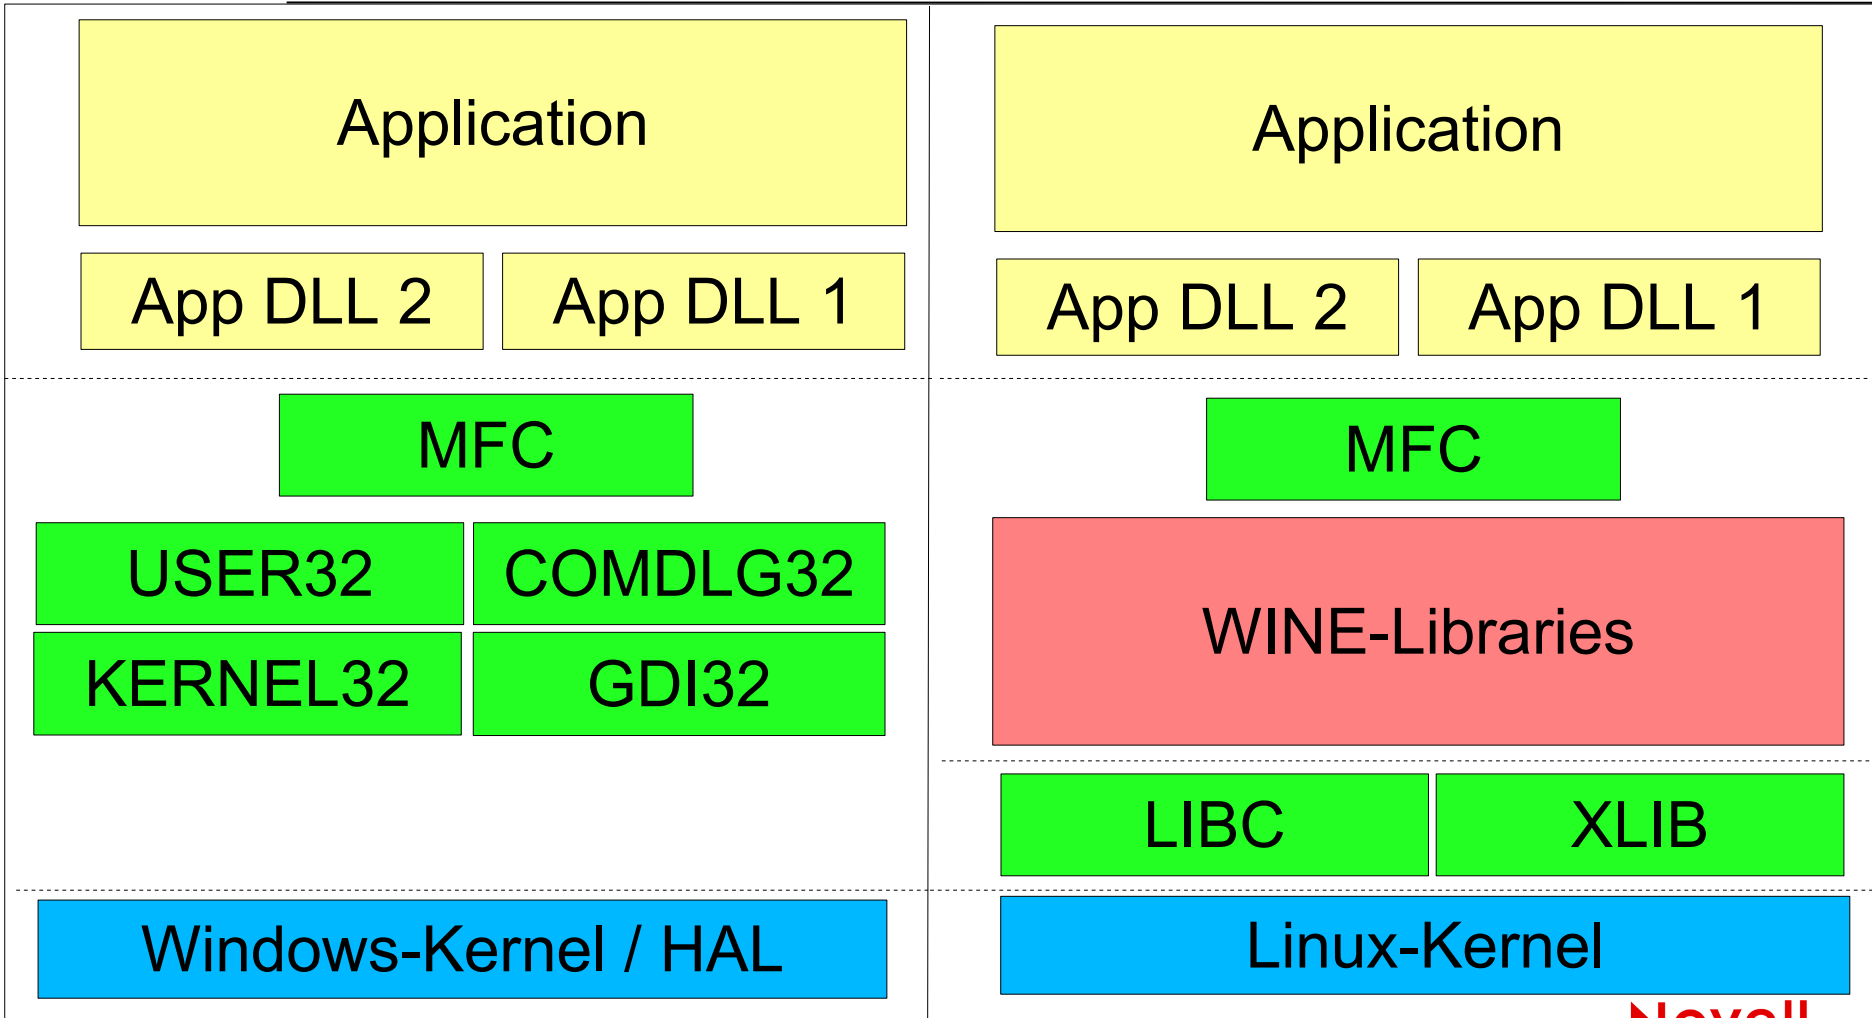 Application
App DLL 2
App DLL 1
MFC
USER32
COMDLG32
KERNEL32
GDI32
Windows-Kernel / HAL
Application
App DLL 2
App DLL 1
MFC
WINE-Libraries
LIBC
XLIB
Linux-Kernel
Novell